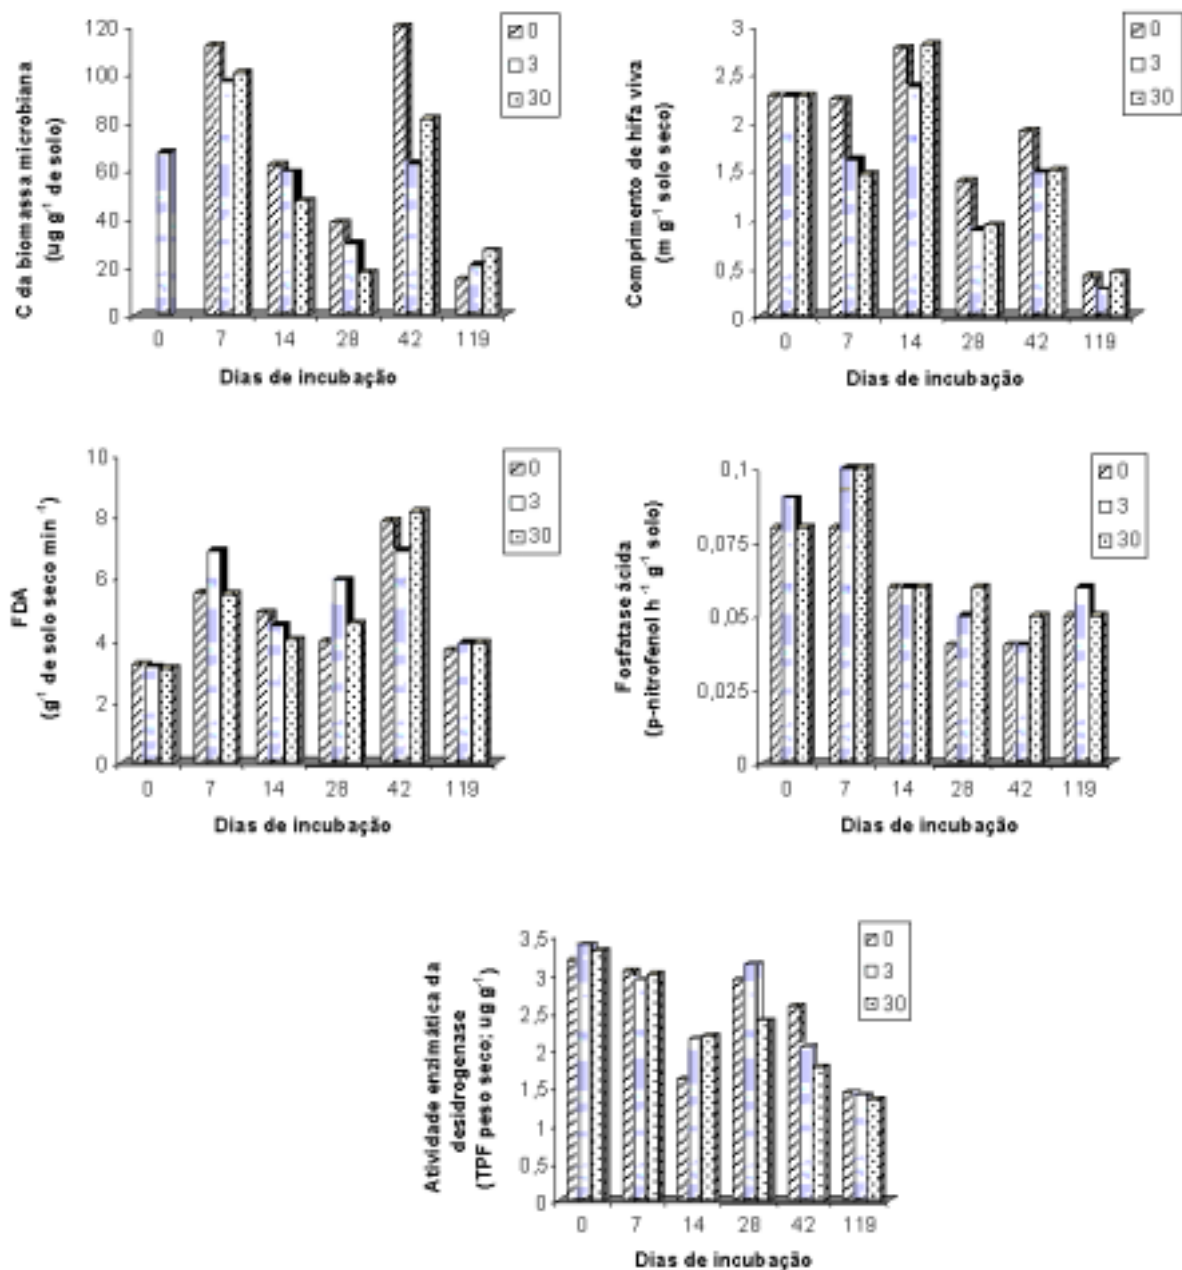 C da biomassa microbiana
(ug g⁻¹ de solo)
120
100
80
60
40
20
0
0 7 14 28 42 119
Dias de incubação
0
3
30
Comprimento de hifa viva
(m g⁻¹ solo seco)
3
2,5
2
1,5
1
0,5
0
0 7 14 28 42 119
Dias de incubação
0
3
30
FDA
(g⁻¹ de solo seco min⁻¹)
10
8
6
4
2
0
0 7 14 28 42 119
Dias de incubação
0
3
30
Fosfatase ácida
(p-nitrofenol h⁻¹ g⁻¹ solo)
0,1
0,075
0,05
0,025
0
0 7 14 28 42 119
Dias de incubação
0
3
30
Atividade enzimática da
desidrogenase
(TPF peso seco; ug g⁻¹)
3,5
3
2,5
2
1,5
1
0,5
0
0 7 14 28 42 119
Dias de incubação
0
3
30